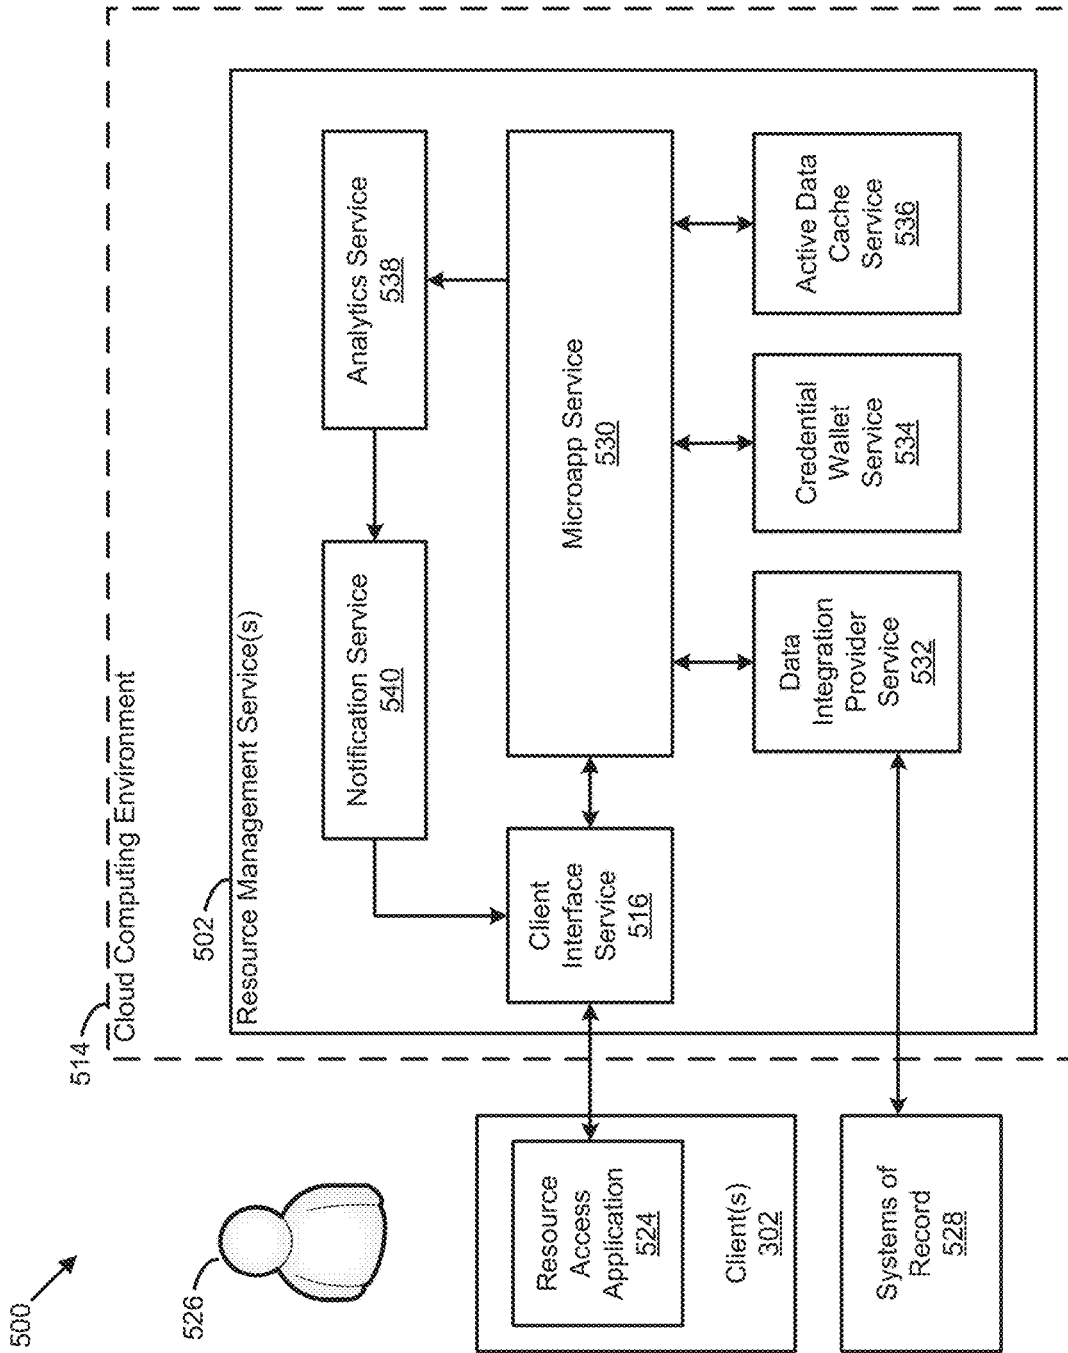 500
514
Cloud Computing Environment
502
Resource Management Service(s)
526
Notification Service
540
Analytics Service
538
Resource
Access
Application
524
Client(s)
302
Client
Interface
Service
516
Microapp Service
530
Systems of
Record
528
Data
Integration
Provider
Service
532
Credential
Wallet
Service
534
Active Data
Cache
Service
536